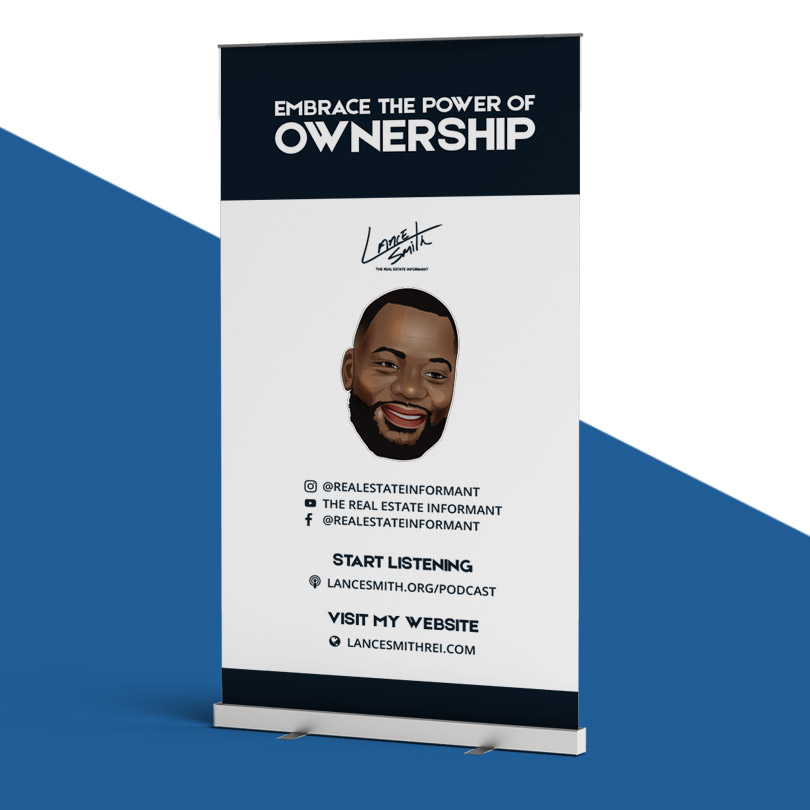 EMBRACE THE POWER OF
OWNERSHIP
Lance
Smith
THE REAL ESTATE INFORMANT
@REALESTATEINFORMANT
THE REAL ESTATE INFORMANT
@REALESTATEINFORMANT
START LISTENING
LANCESMITH.ORG/PODCAST
VISIT MY WEBSITE
LANCESMITHREI.COM